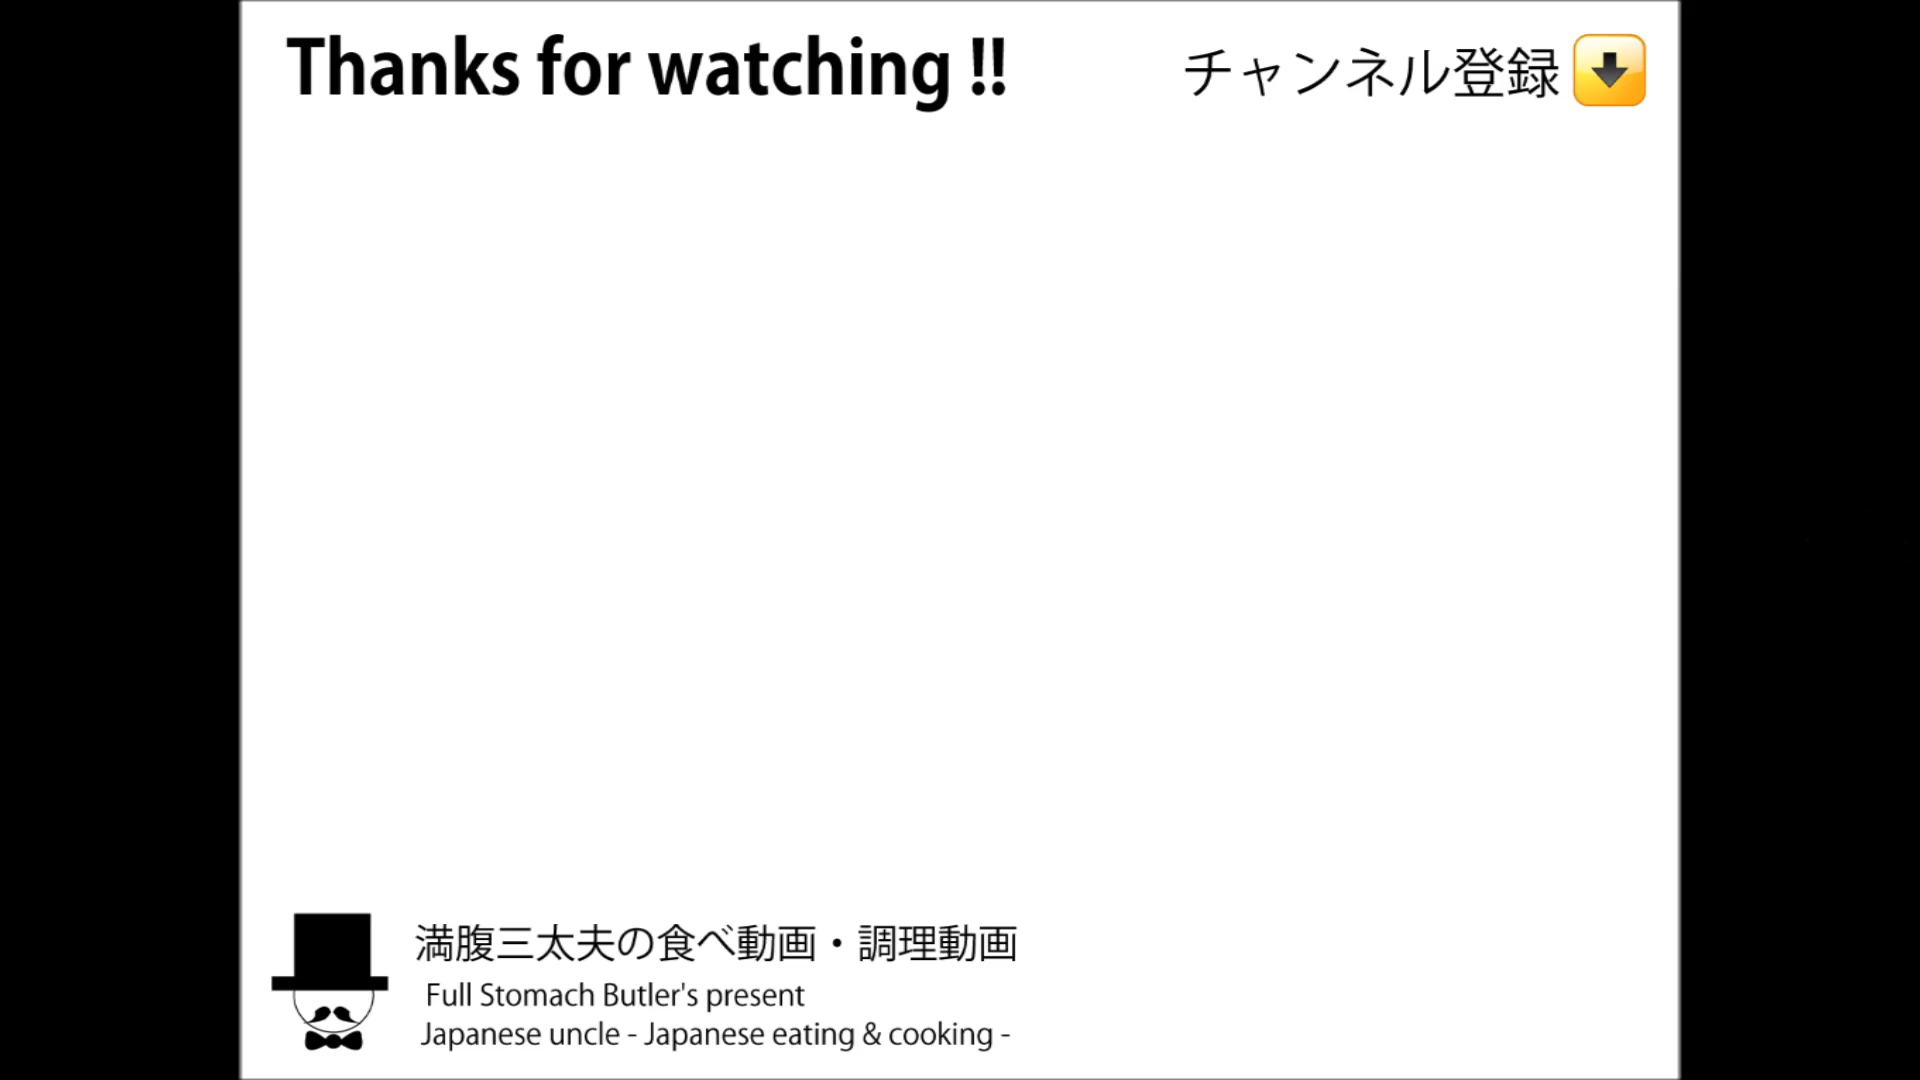 Thanks for watching !!
チャンネル登録
満腹三太夫の食べ動画・調理動画
Full Stomach Butler's present
Japanese uncle - Japanese eating & cooking -